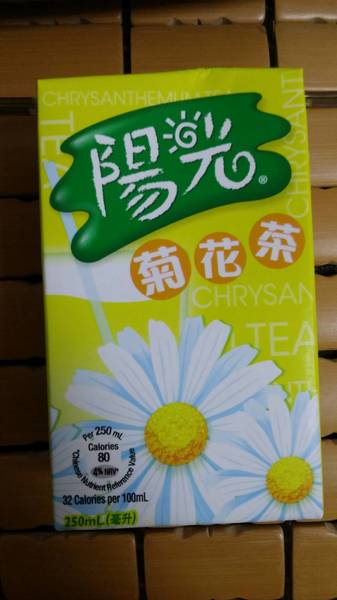 CHRYSANTHEMUM TEA
TEA
CHRYSANT
陽光®
菊花茶
CHRYSAN
TEA
Per 250 mL
Calories
80
4% NRV*
*Chinese Nutrient Reference Value
32 Calories per 100mL
250mL(毫升)